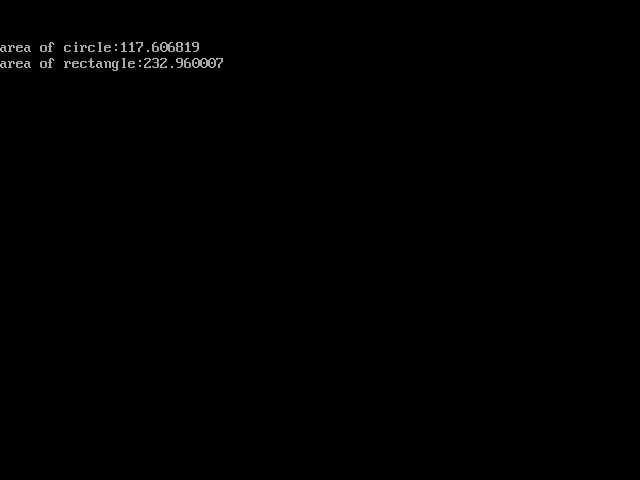 area of circle:117.606819
area of rectangle:232.960007